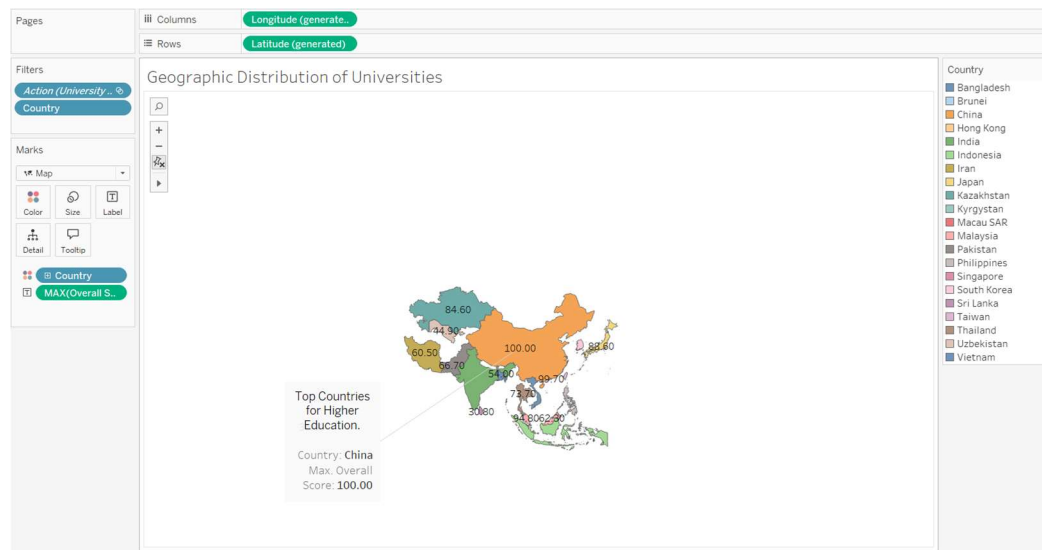 Pages
Columns
Longitude (generate..
Rows
Latitude (generated)
Filters
Action (University ..
Country
Marks
Map
Color
Size
Label
Detail
Tooltip
Country
MAX(Overall S..
Geographic Distribution of Universities
84.60
44.90
100.00
88.60
60.50
66.70
54.00
99.70
73.70
30.80
94.80
62.30
Top Countries
for Higher
Education.
Country: China
Max. Overall
Score: 100.00
Country
Bangladesh
Brunei
China
Hong Kong
India
Indonesia
Iran
Japan
Kazakhstan
Kyrgystan
Macau SAR
Malaysia
Pakistan
Philippines
Singapore
South Korea
Sri Lanka
Taiwan
Thailand
Uzbekistan
Vietnam